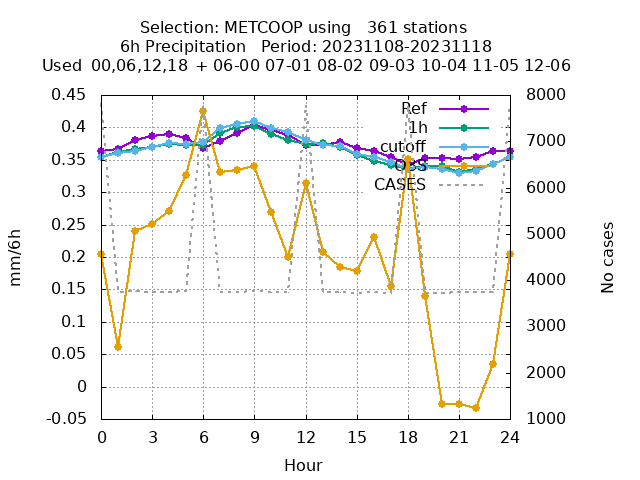 Selection: METCOOP using   361 stations
6h Precipitation   Period: 20231108-20231118
Used  00,06,12,18 + 06-00 07-01 08-02 09-03 10-04 11-05 12-06
0.45
0.4
0.35
0.3
0.25
0.2
0.15
0.1
0.05
0
-0.05
mm/6h
Ref
1h
cutoff
OBS
CASES
8000
7000
6000
5000
4000
3000
2000
1000
No cases
0 3 6 9 12 15 18 21 24
Hour